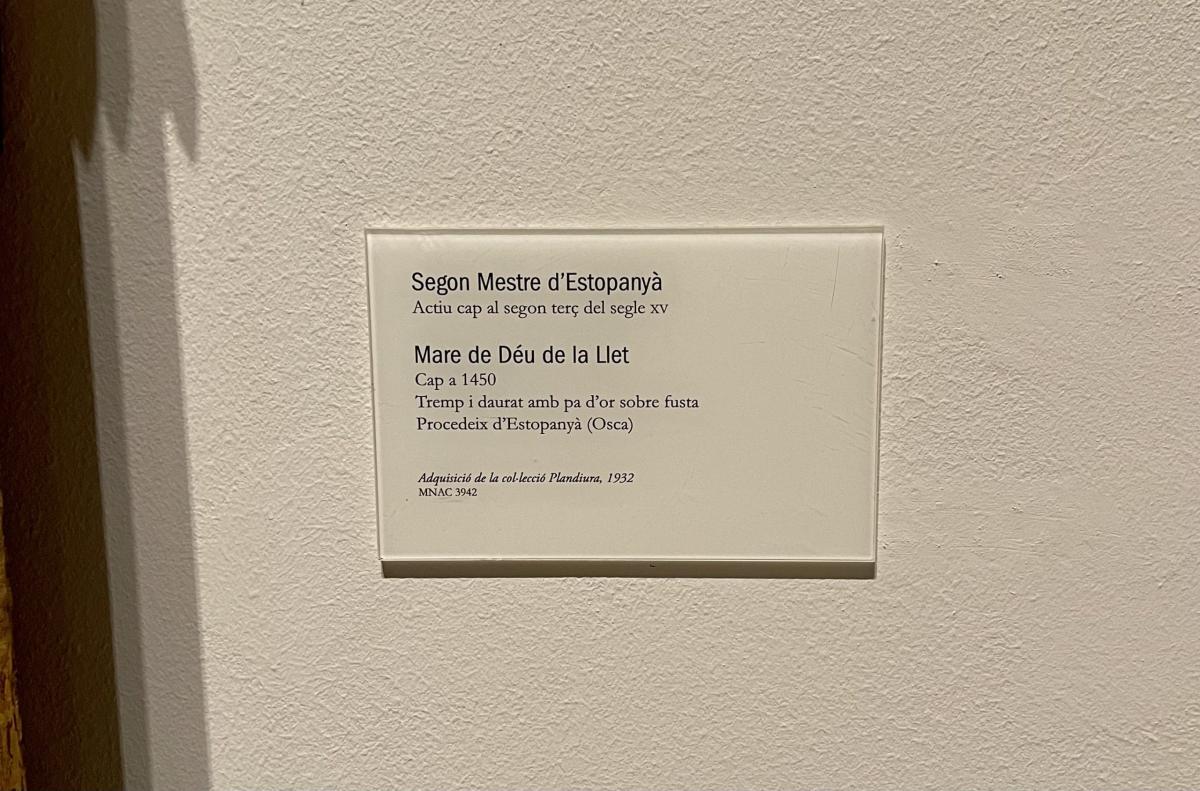 Segon Mestre d'Estopanyà
Actiu cap al segon terç del segle XV
Mare de Déu de la Llet
Cap a 1450
Tremp i daurat amb pa d'or sobre fusta
Procedeix d'Estopanyà (Osca)
Adquisició de la col·lecció Plandiura, 1932
MNAC 3942